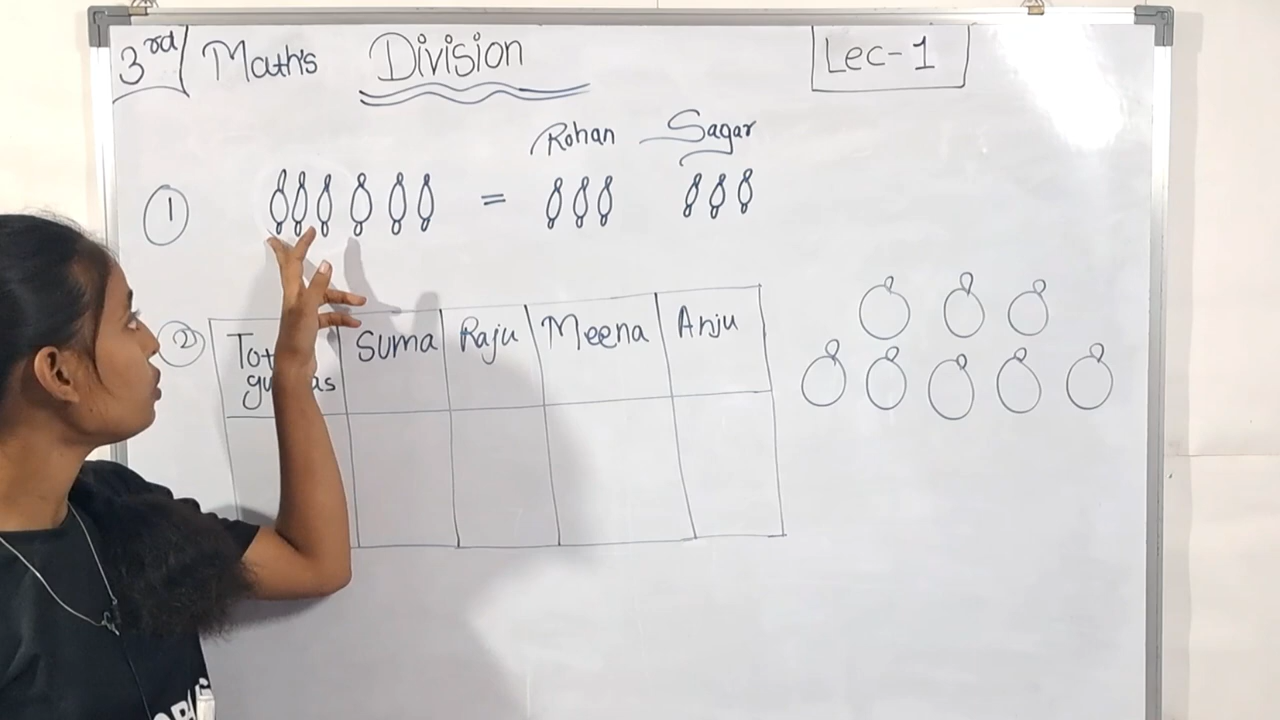 3rd Maths Division Lec-1
Rohan Sagar
1 =
2 Suma Raju Meena Anju